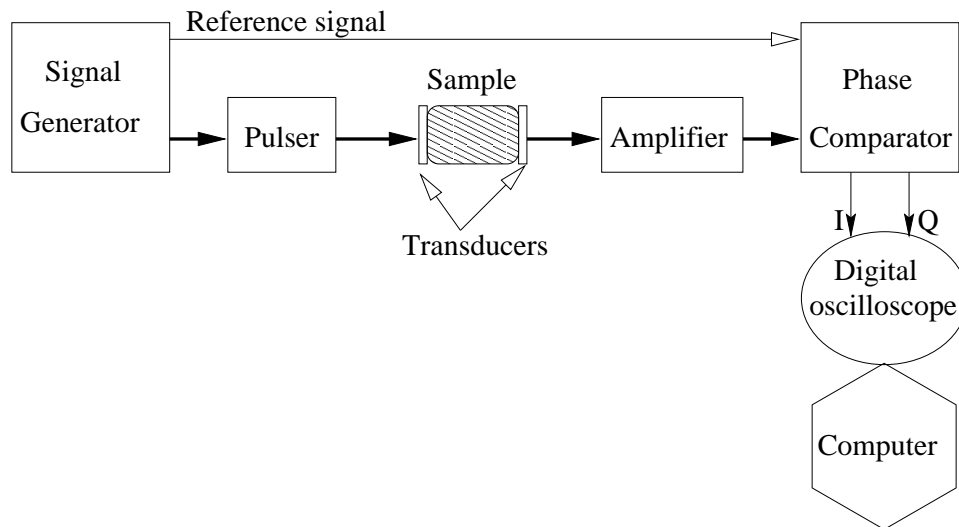 Reference signal
Signal
Generator
Pulser
Sample
Transducers
Amplifier
Phase
Comparator
I
Q
Digital
oscilloscope
Computer